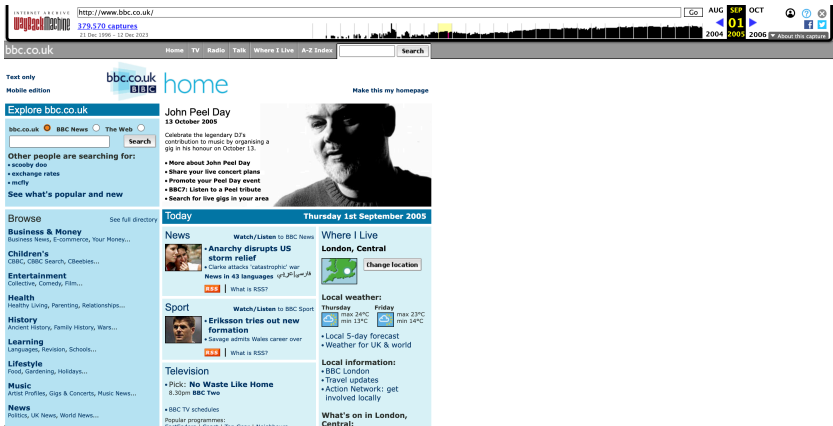 INTERNET ARCHIVE
WayBackMachine
http://www.bbc.co.uk/
Go
379,570 captures
21 Dec 1996 – 12 Dec 2023
AUG SEP OCT
01
2004 2005 2006
About this capture
bbc.co.uk
Home TV Radio Talk Where I Live A-Z Index
Search
Text only
Mobile edition
bbc.co.uk
BBC
home
Make this my homepage
Explore bbc.co.uk
bbc.co.uk BBC News The Web
Search
Other people are searching for:
• scooby doo
• exchange rates
• mcfly
See what's popular and new
John Peel Day
13 October 2005
Celebrate the legendary DJ's
contribution to music by organising a
gig in his honour on October 13.
• More about John Peel Day
• Share your live concert plans
• Promote your Peel Day event
• BBC7: Listen to a Peel tribute
• Search for live gigs in your area
Browse
See full directory
Business & Money
Business News, E-commerce, Your Money...
Children's
CBBC, CBBC Search, CBeebies...
Entertainment
Collective, Comedy, Film...
Health
Healthy Living, Parenting, Relationships...
History
Ancient History, Family History, Wars...
Learning
Languages, Revision, Schools...
Lifestyle
Food, Gardening, Holidays...
Music
Artist Profiles, Gigs & Concerts, Music News...
News
Politics, UK News, World News...
Today
Thursday 1st September 2005
News
Watch/Listen to BBC News
• Anarchy disrupts US
storm relief
• Clarke attacks 'catastrophic' war
News in 43 languages عربي فارسی
RSS | What is RSS?
Sport
Watch/Listen to BBC Sport
• Eriksson tries out new
formation
• Savage admits Wales career over
RSS | What is RSS?
Television
• Pick: No Waste Like Home
8.30pm BBC Two
• BBC TV schedules
Popular programmes:
Where I Live
London, Central
Change location
Local weather:
Thursday
max 24°C
min 13°C
Friday
max 23°C
min 14°C
• Local 5-day forecast
• Weather for UK & world
Local information:
• BBC London
• Travel updates
• Action Network: get
involved locally
What's on in London,
Central: